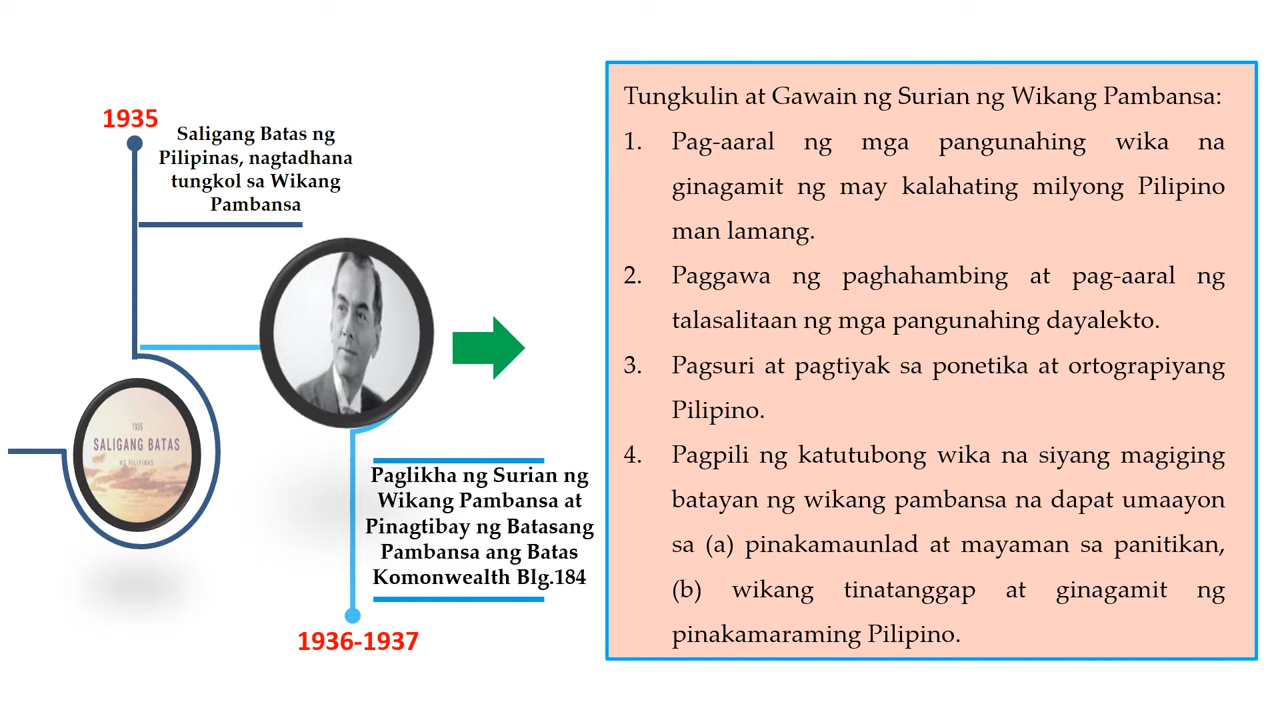 1935
Saligang Batas ng
Pilipinas, nagtadhana
tungkol sa Wikang
Pambansa
1935
SALIGANG BATAS
NG PILIPINAS
Paglikha ng Surian ng
Wikang Pambansa at
Pinagtibay ng Batasang
Pambansa ang Batas
Komonwealth Blg.184
1936-1937
Tungkulin at Gawain ng Surian ng Wikang Pambansa:
1. Pag-aaral ng mga pangunahing wika na
ginagamit ng may kalahating milyong Pilipino
man lamang.
2. Paggawa ng paghahambing at pag-aaral ng
talasalitaan ng mga pangunahing dayalekto.
3. Pagsuri at pagtiyak sa ponetika at ortograpiyang
Pilipino.
4. Pagpili ng katutubong wika na siyang magiging
batayan ng wikang pambansa na dapat umaayon
sa (a) pinakamaunlad at mayaman sa panitikan,
(b) wikang tinatanggap at ginagamit ng
pinakamaraming Pilipino.